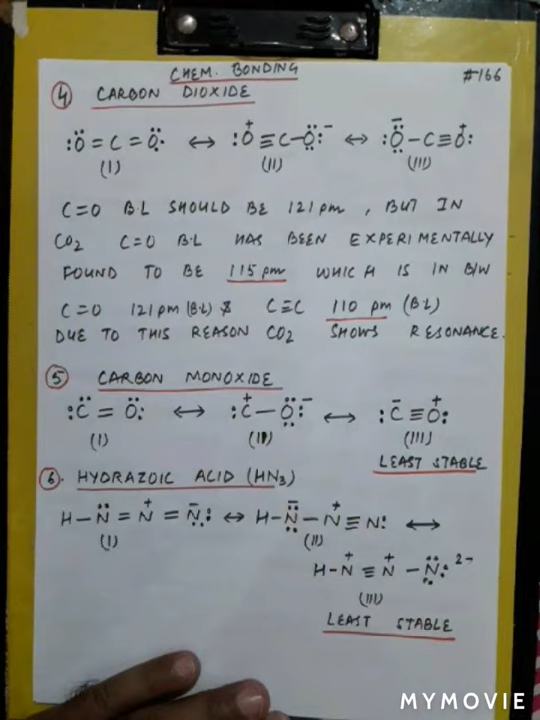 CHEM. BONDING #166
④ CARBON DIOXIDE
:Ö = C = Ö: ↔ :O⁺ ≡ C – Ö:⁻ ↔ :Ö⁻ – C ≡ O⁺:
(I) (II) (III)
C=O B.L SHOULD BE 121 pm , BUT IN
CO₂ C=O B.L HAS BEEN EXPERIMENTALLY
FOUND TO BE 115 pm WHICH IS IN B/W
C=O 121 pm (B.L) & C≡C 110 pm (B.L)
DUE TO THIS REASON CO₂ SHOWS RESONANCE.
⑤ CARBON MONOXIDE
:C̈ = Ö: ↔ :C⁺ – Ö:⁻ ↔ :C⁻ ≡ O⁺:
(I) (II) (III)
LEAST STABLE
⑥. HYDRAZOIC ACID (HN₃)
H – N̈ = N⁺ = N̈:⁻ ↔ H – N̈⁻ – N⁺ ≡ N: ↔
(I) (II)
H – N⁺ ≡ N⁺ – N̈: ²⁻
(III)
LEAST STABLE
MYMOVIE